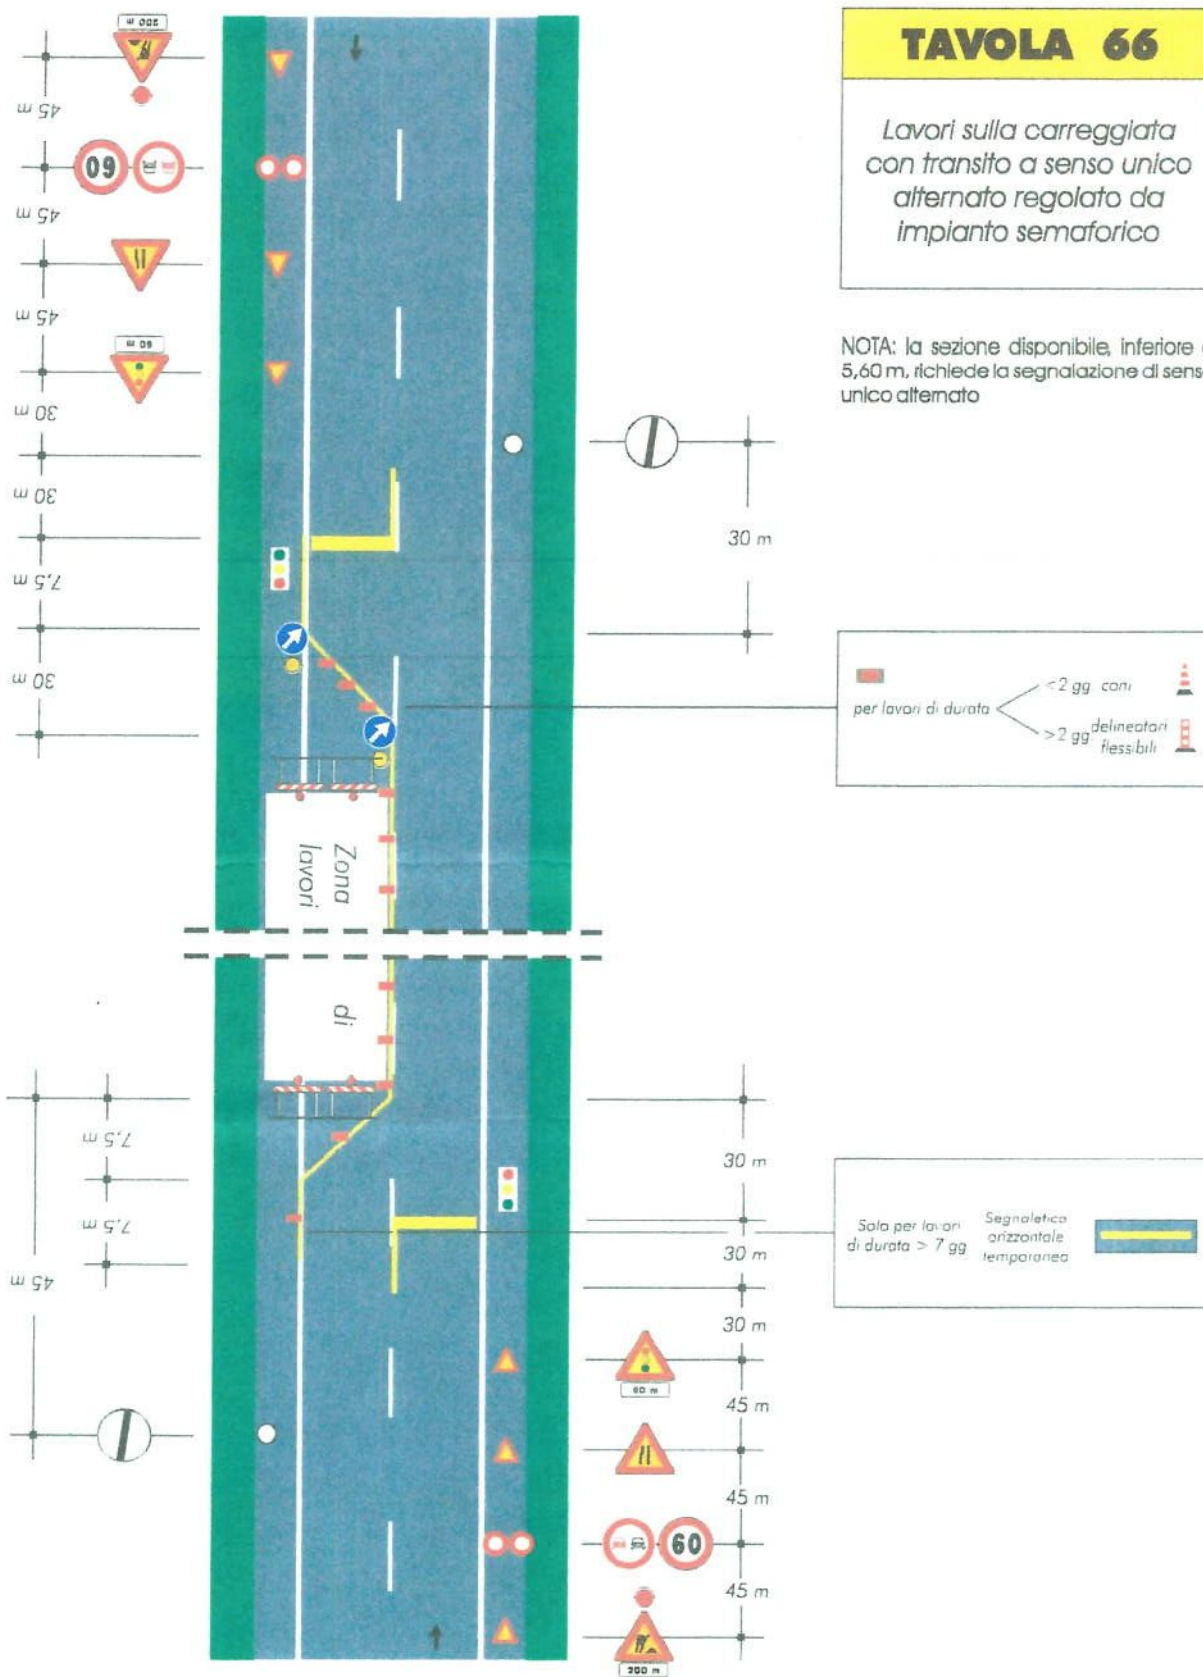 TAVOLA 66
Lavori sulla carreggiata
con transito a senso unico
alternato regolato da
impianto semaforico
NOTA: la sezione disponibile, inferiore
5,60 m, richiede la segnalazione di
unico alternato
200 m
45 m
60
45 m
45 m
60 m
30 m
30 m
7,5 m
30 m
30 m
per lavori di durata
<2 gg coni
>2 gg delineatori
flessibili
Zona
lavori
di
7,5 m
7,5 m
45 m
30 m
30 m
30 m
Solo per lavori
di durata > 7 gg
Segnaletica
orizzontale
temporanea
60 m
45 m
45 m
60
45 m
200 m